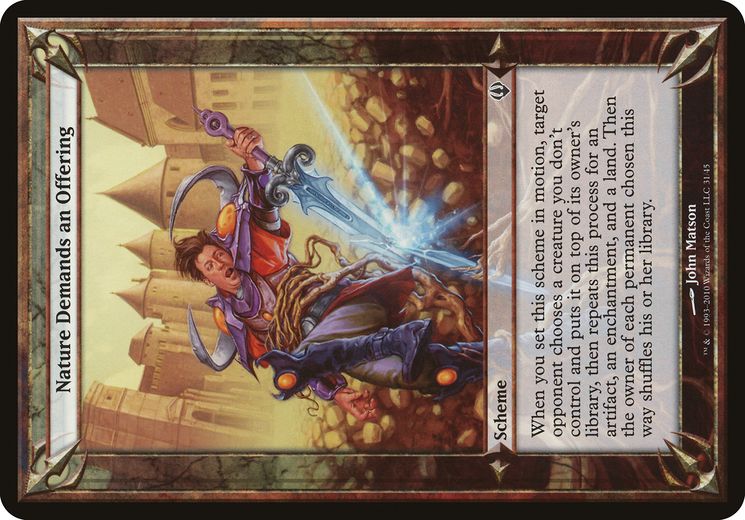 Nature Demands an Offering
Scheme
When you set this scheme in motion, target
opponent chooses a creature you don't
control and puts it on top of its owner's
library, then repeats this process for an
artifact, an enchantment, and a land. Then
the owner of each permanent chosen this
way shuffles his or her library.
John Matson
™ & © 1993–2010 Wizards of the Coast LLC 31/45